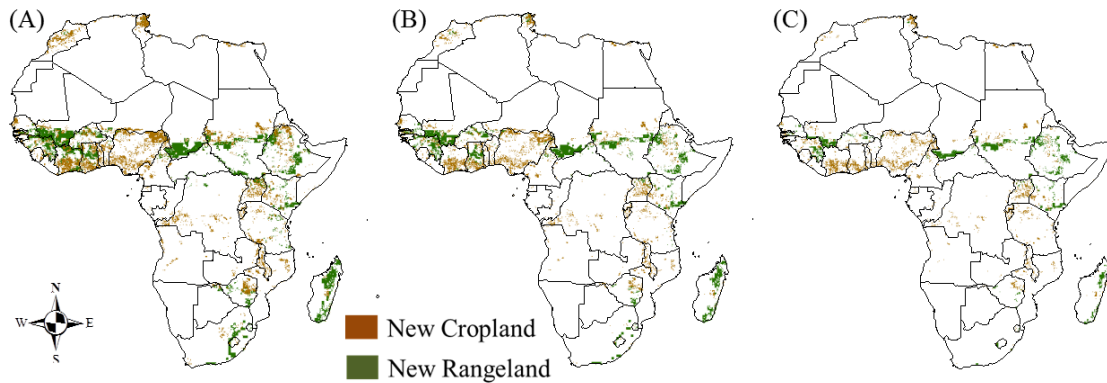 (A)
(B)
(C)
N
W E
S
New Cropland
New Rangeland